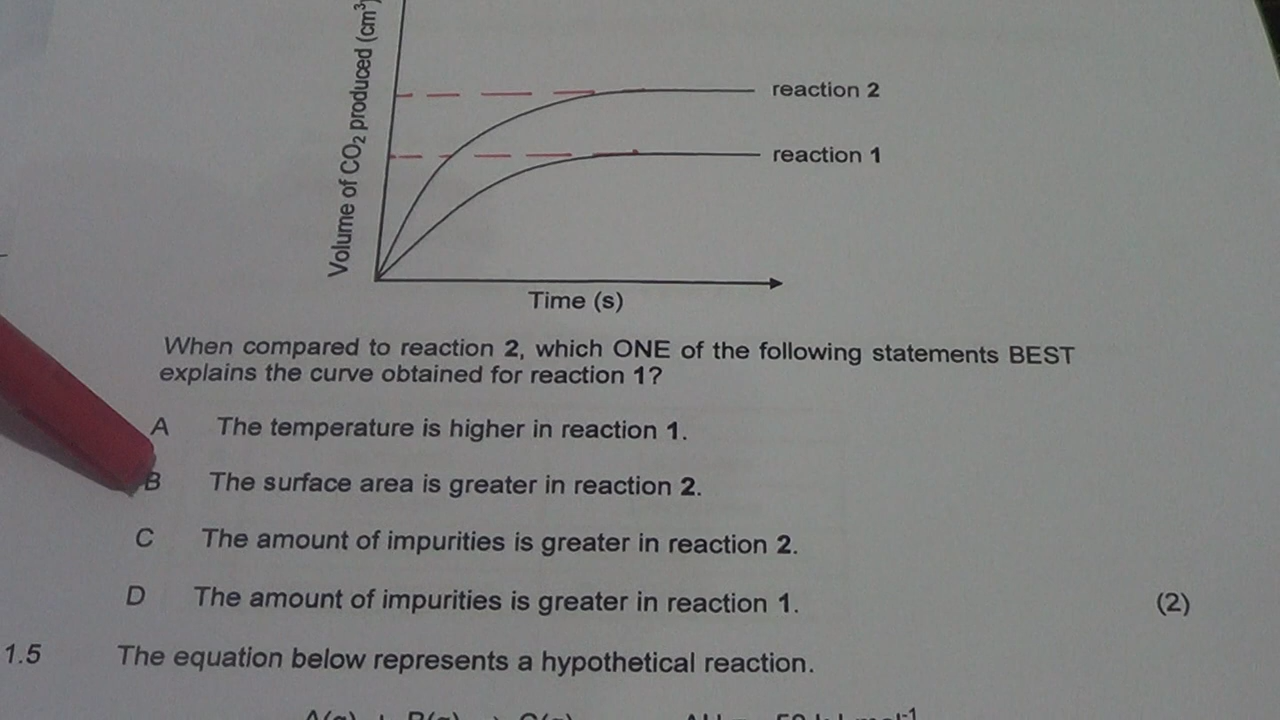 Volume of CO₂ produced (cm³)
reaction 2
reaction 1
Time (s)
When compared to reaction 2, which ONE of the following statements BEST
explains the curve obtained for reaction 1?
A The temperature is higher in reaction 1.
B The surface area is greater in reaction 2.
C The amount of impurities is greater in reaction 2.
D The amount of impurities is greater in reaction 1. (2)
1.5 The equation below represents a hypothetical reaction.